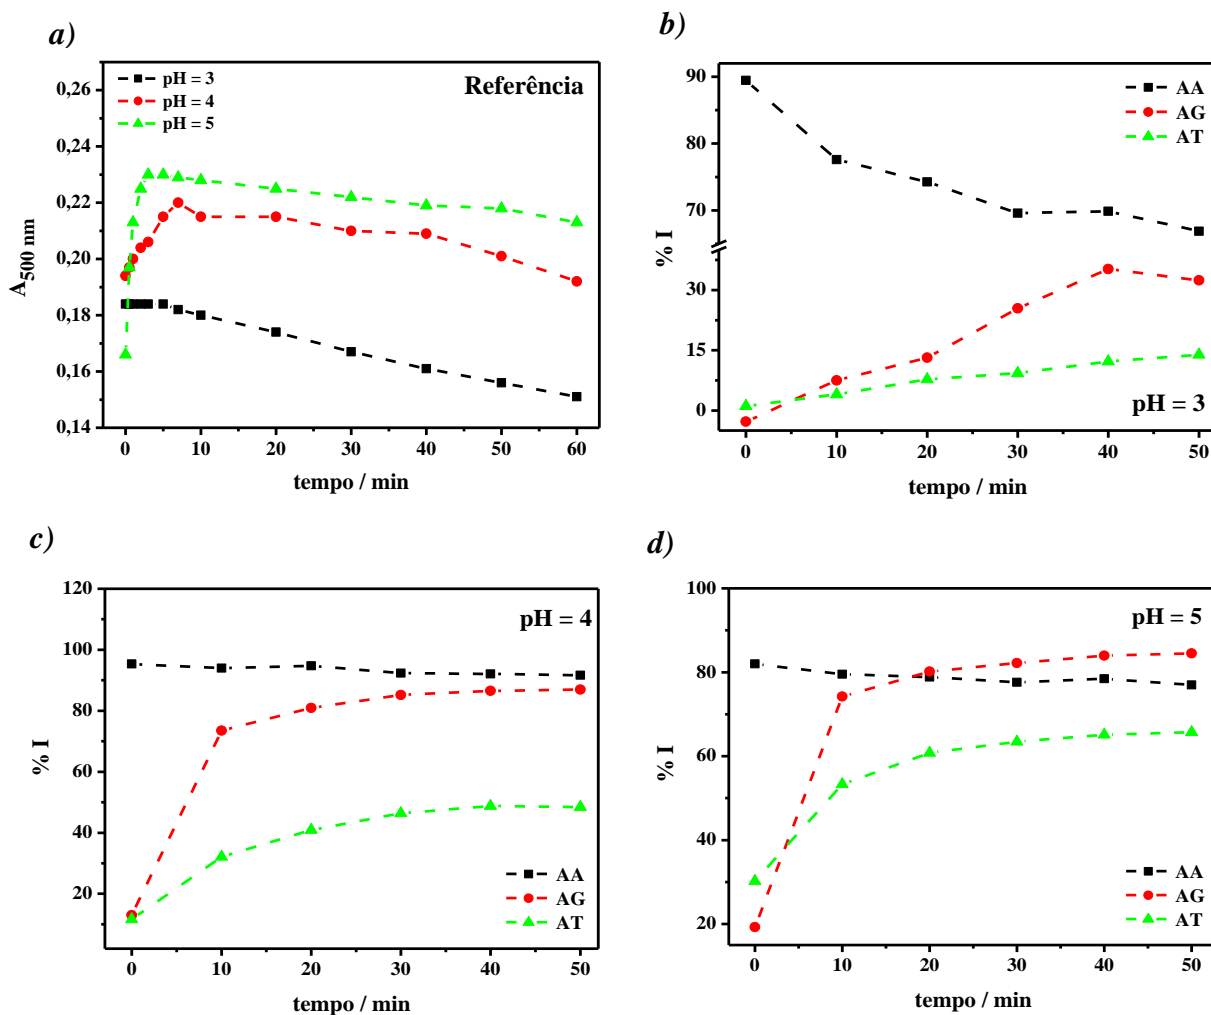 a)
Referência
pH = 3
pH = 4
pH = 5
0,26
0,24
0,22
0,20
0,18
0,16
0,14
A500 nm
0 10 20 30 40 50 60
tempo / min
b)
AA
AG
AT
90
80
70
30
15
0
% I
pH = 3
0 10 20 30 40 50
tempo / min
c)
pH = 4
120
100
80
60
40
20
% I
AA
AG
AT
0 10 20 30 40 50
tempo / min
d)
pH = 5
100
80
60
40
20
% I
AA
AG
AT
0 10 20 30 40 50
tempo / min